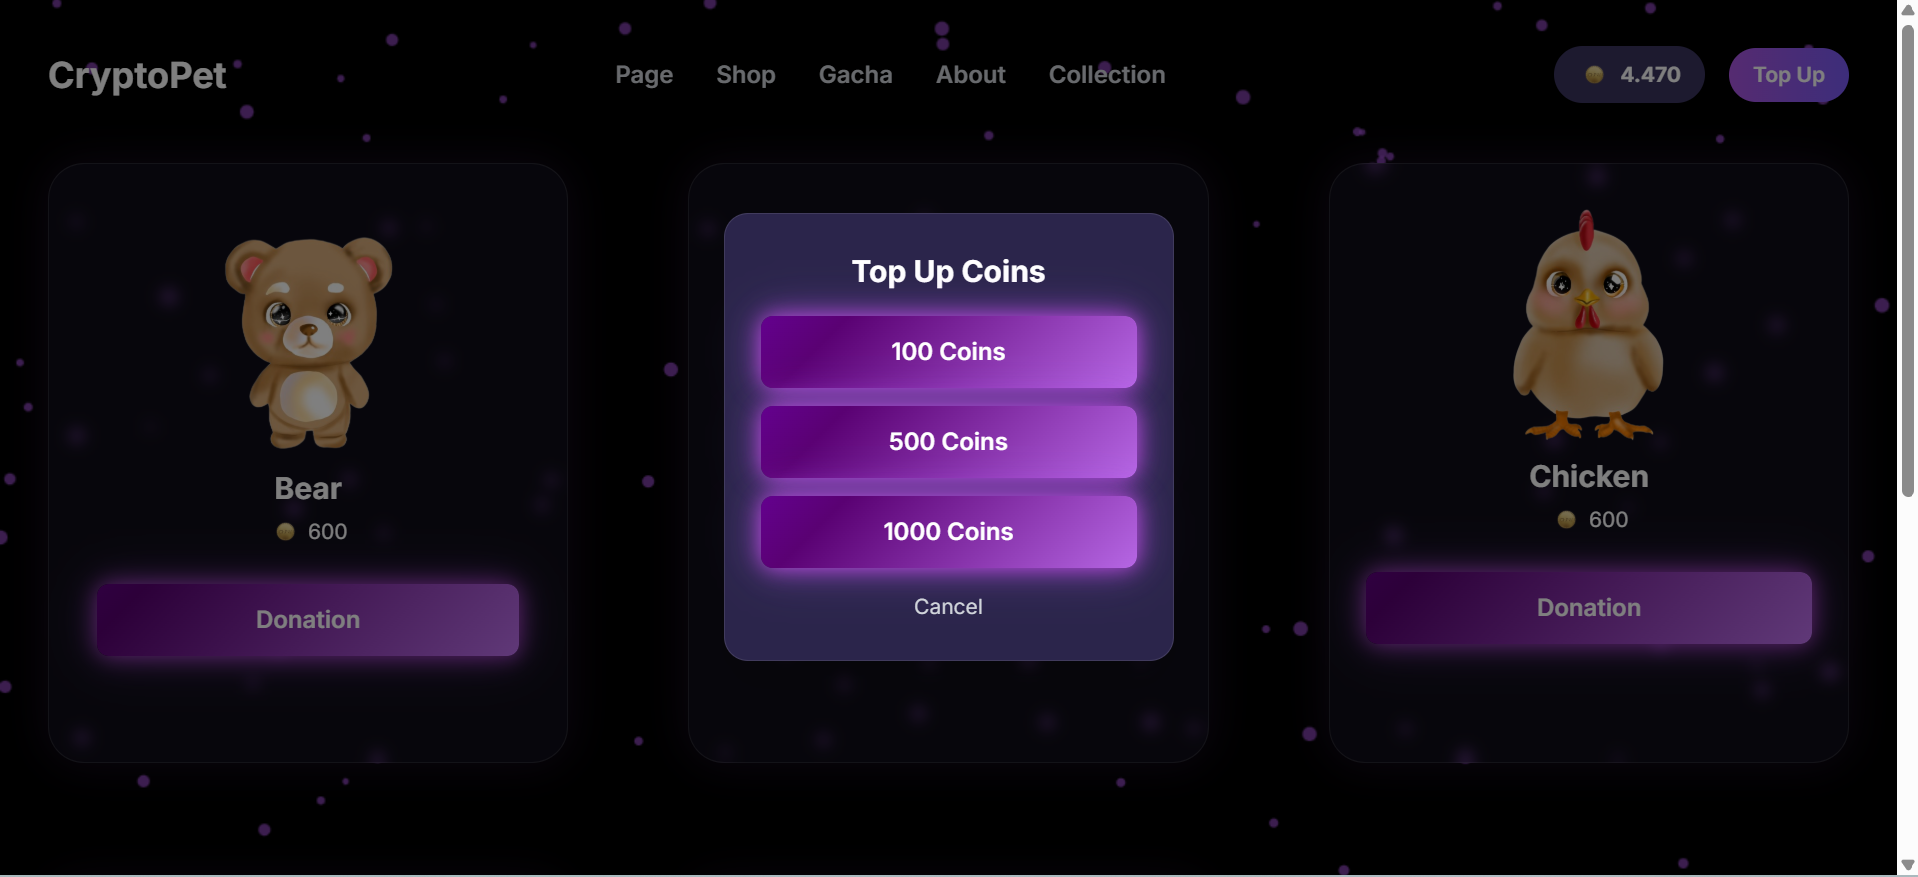 CryptoPet
Page Shop Gacha About Collection
4.470
Top Up
Top Up Coins
100 Coins
500 Coins
1000 Coins
Cancel
Bear
600
Donation
Chicken
600
Donation